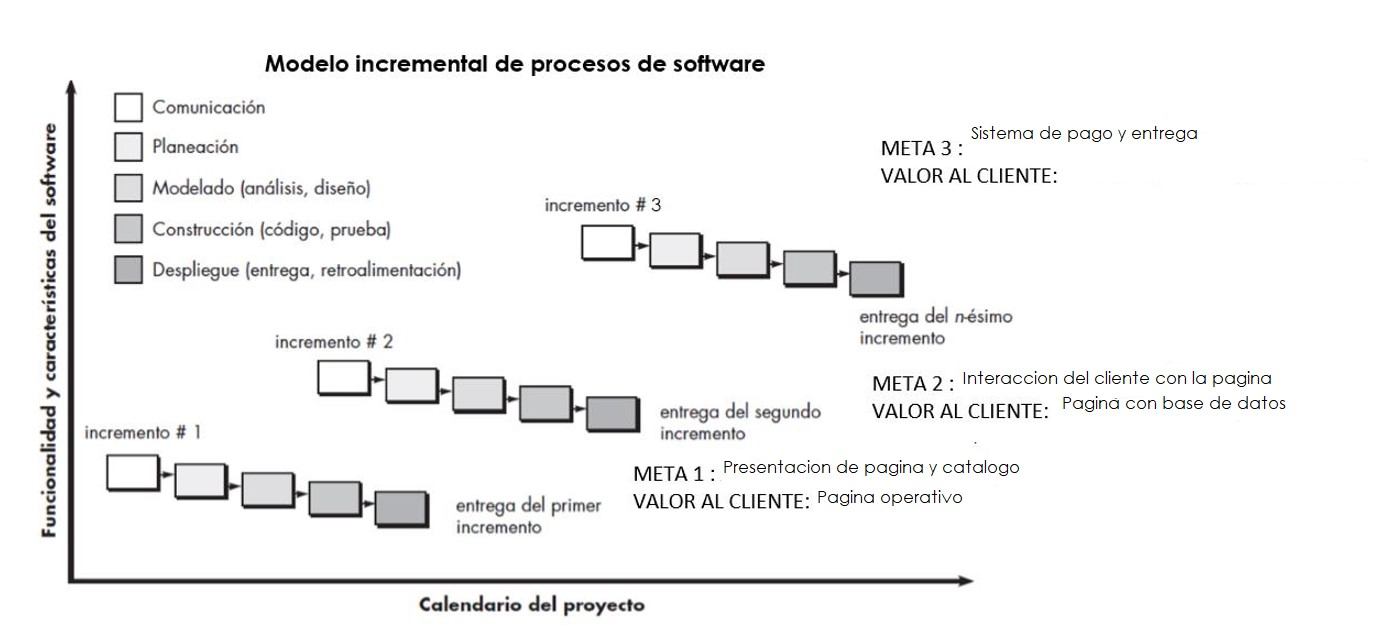 Modelo incremental de procesos de software
Funcionalidad y características del software
Comunicación
Planeación
Modelado (análisis, diseño)
Construcción (código, prueba)
Despliegue (entrega, retroalimentación)
META 3 : Sistema de pago y entrega
VALOR AL CLIENTE:
incremento # 3
entrega del n-ésimo
incremento
incremento # 2
META 2 : Interaccion del cliente con la pagina
VALOR AL CLIENTE: Pagina con base de datos
entrega del segundo
incremento
incremento # 1
META 1 : Presentacion de pagina y catalogo
VALOR AL CLIENTE: Pagina operativo
entrega del primer
incremento
Calendario del proyecto